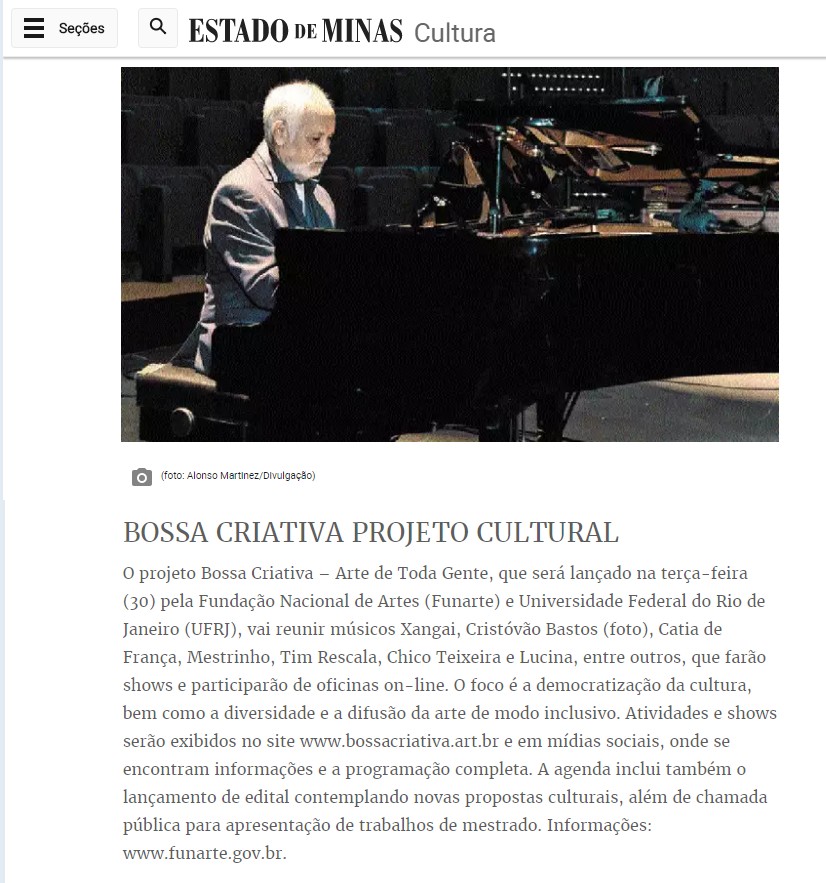 Seções
ESTADO DE MINAS Cultura
(foto: Alonso Martinez/Divulgação)
BOSSA CRIATIVA PROJETO CULTURAL
O projeto Bossa Criativa – Arte de Toda Gente, que será lançado na terça-feira
(30) pela Fundação Nacional de Artes (Funarte) e Universidade Federal do Rio de
Janeiro (UFRJ), vai reunir músicos Xangai, Cristóvão Bastos (foto), Catia de
França, Mestrinho, Tim Rescala, Chico Teixeira e Lucina, entre outros, que farão
shows e participarão de oficinas on-line. O foco é a democratização da cultura,
bem como a diversidade e a difusão da arte de modo inclusivo. Atividades e shows
serão exibidos no site www.bossacriativa.art.br e em mídias sociais, onde se
encontram informações e a programação completa. A agenda inclui também o
lançamento de edital contemplando novas propostas culturais, além de chamada
pública para apresentação de trabalhos de mestrado. Informações:
www.funarte.gov.br.